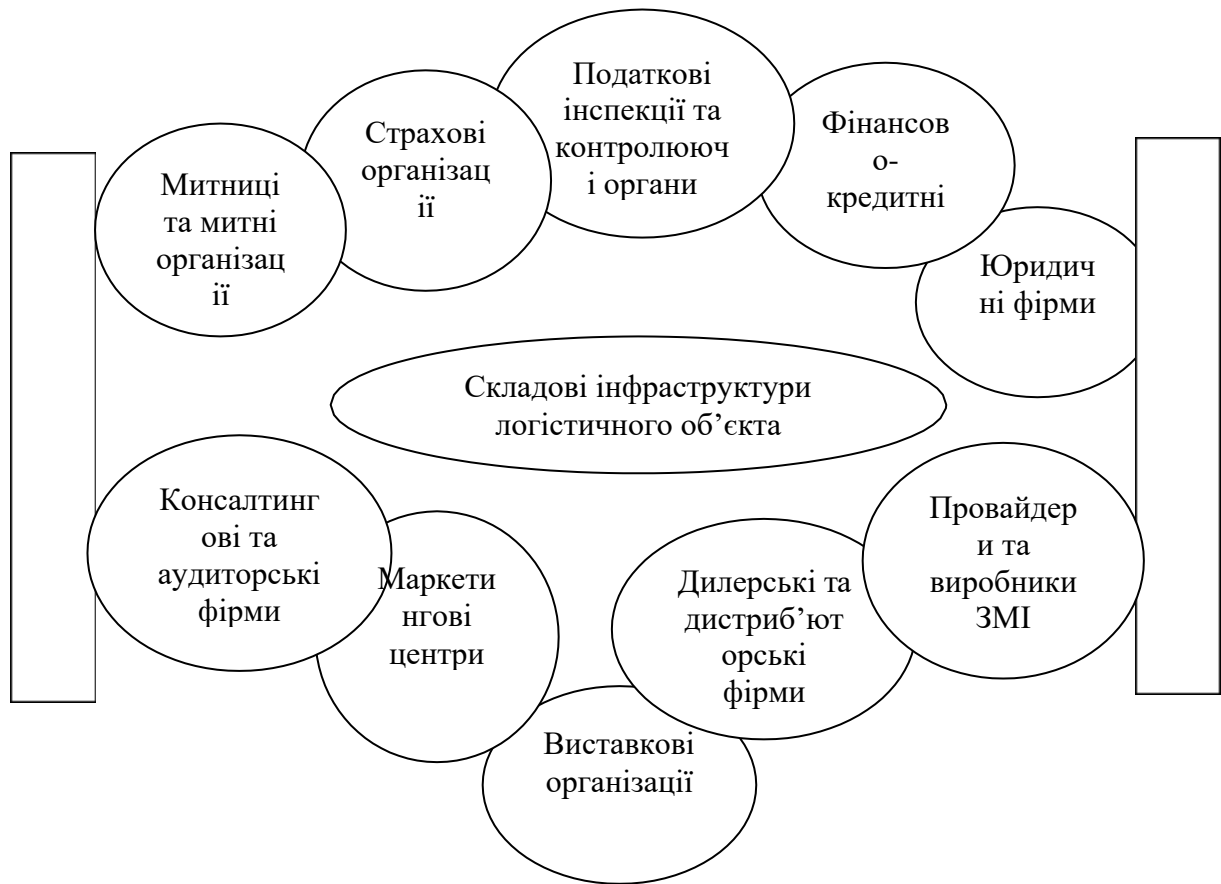 Податкові
інспекції та
контролююч
і органи
Страхові
організац
ії
Фінансов
о-
кредитні
Митниці
та митні
організац
ії
Юридич
ні фірми
Складові інфраструктури
логістичного об’єкта
Консалтинг
ові та
аудиторські
фірми
Маркети
нгові
центри
Виставкові
організації
Дилерські та
дистриб’ют
орські
фірми
Провайдер
и та
виробники
ЗМІ